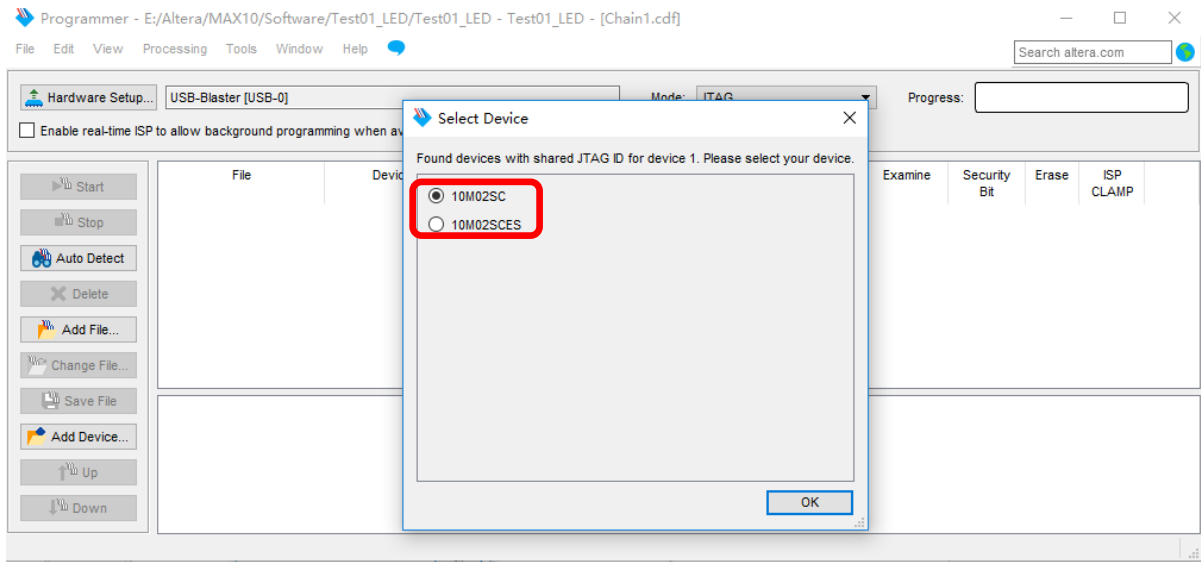 Programmer - E:/Altera/MAX10/Software/Test01_LED/Test01_LED - Test01_LED - [Chain1.cdf]
File Edit View Processing Tools Window Help
Search altera.com
Hardware Setup... USB-Blaster [USB-0] Mode: JTAG Progress:
Enable real-time ISP to allow background programming when av
Select Device
Found devices with shared JTAG ID for device 1. Please select your device.
10M02SC
10M02SCES
OK
File Devic Examine Security Bit Erase ISP CLAMP
Start
Stop
Auto Detect
Delete
Add File...
Change File...
Save File
Add Device...
Up
Down